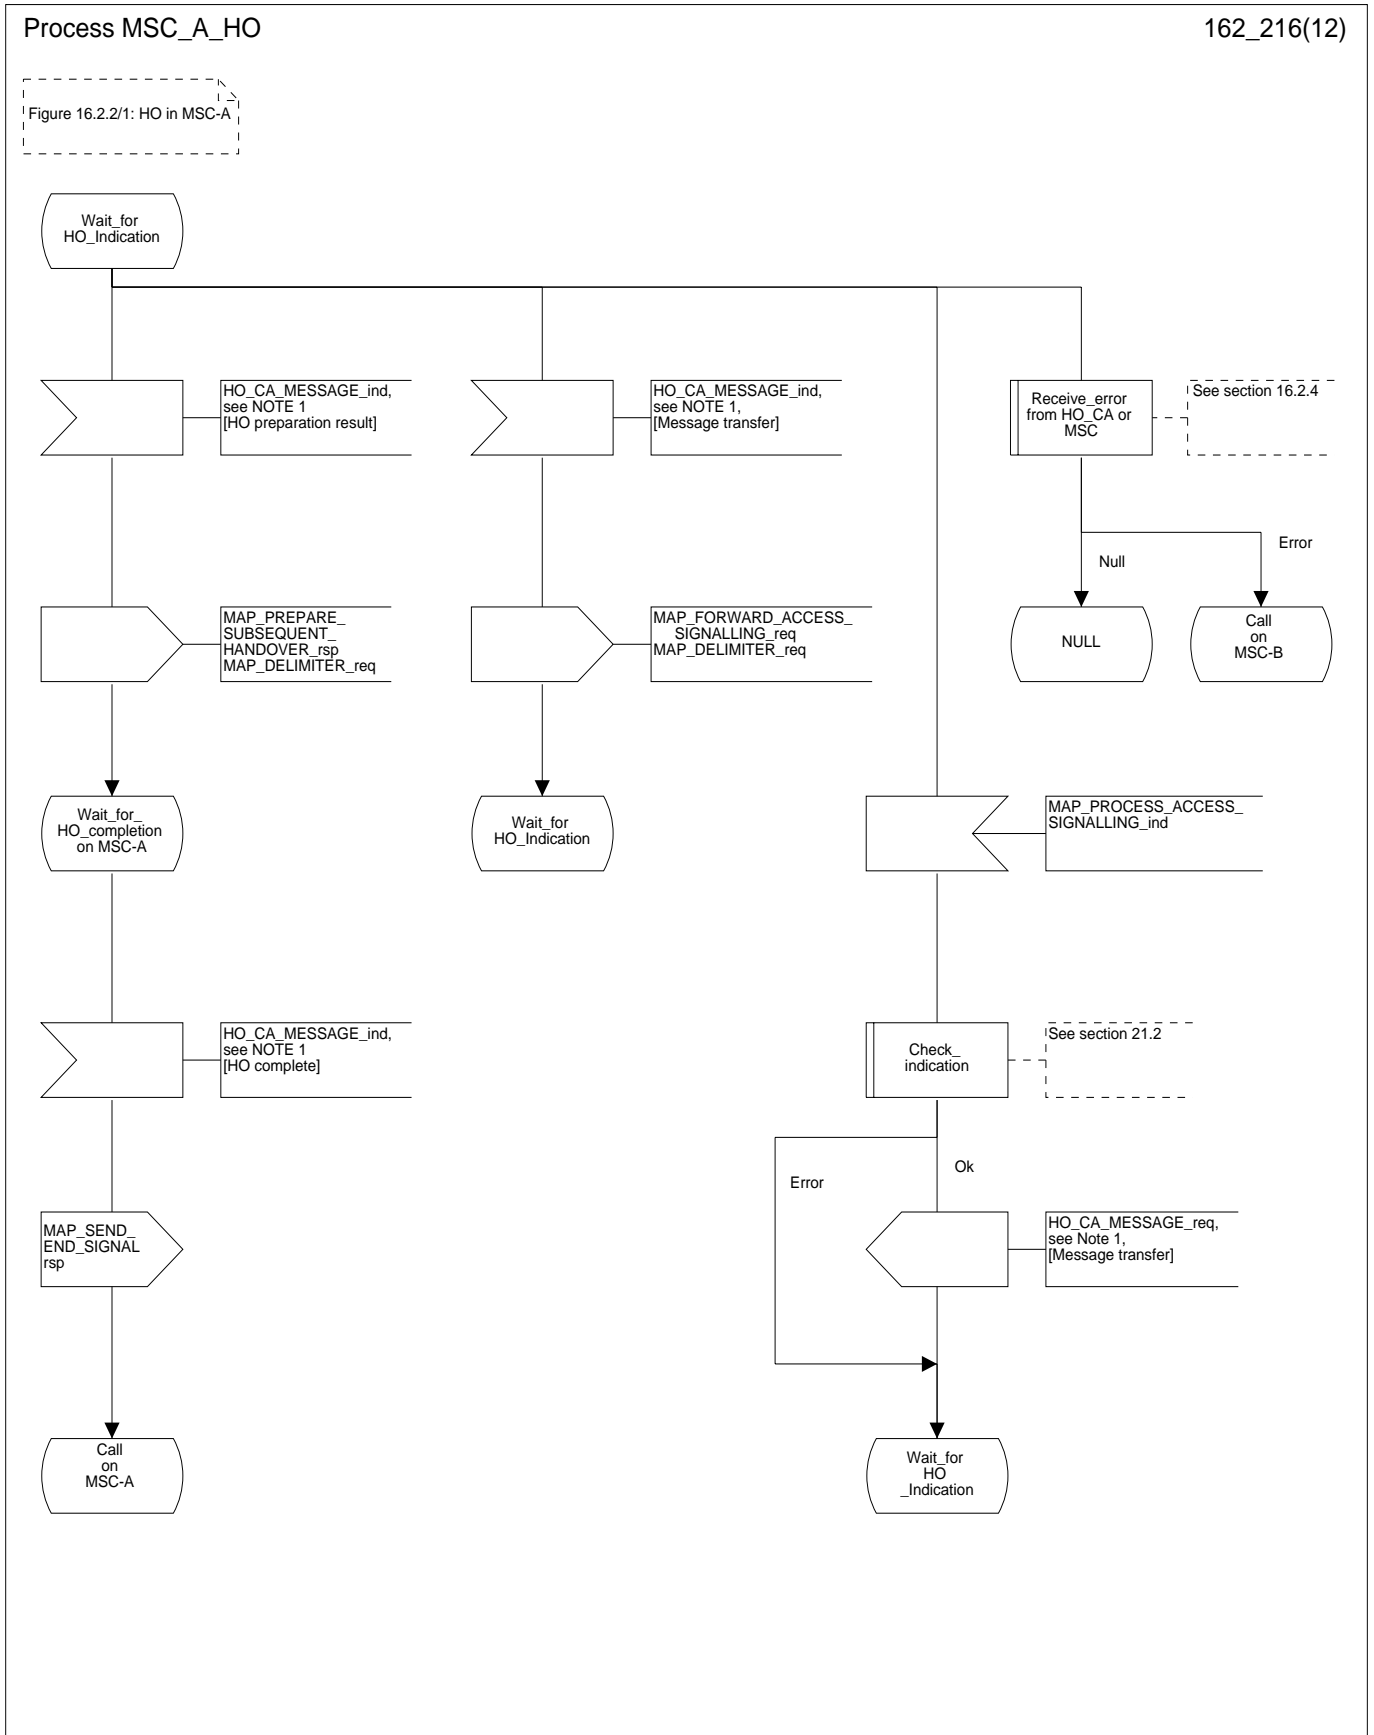 Process MSC_A_HO
162_216(12)
Figure 16.2.2/1: HO in MSC-A
Wait_for
HO_Indication
HO_CA_MESSAGE_ind,
see NOTE 1
[HO preparation result]
HO_CA_MESSAGE_ind,
see NOTE 1,
[Message transfer]
Receive_error
from HO_CA or
MSC
See section 16.2.4
Null
Error
MAP_PREPARE_
SUBSEQUENT_
HANDOVER_rsp
MAP_DELIMITER_req
MAP_FORWARD_ACCESS_
SIGNALLING_req
MAP_DELIMITER_req
NULL
Call
on
MSC-B
Wait_for_
HO_completion
on MSC-A
Wait_for
HO_Indication
MAP_PROCESS_ACCESS_
SIGNALLING_ind
HO_CA_MESSAGE_ind,
see NOTE 1
[HO complete]
Check_
indication
See section 21.2
Error
Ok
MAP_SEND_
END_SIGNAL
rsp
HO_CA_MESSAGE_req,
see Note 1,
[Message transfer]
Call
on
MSC-A
Wait_for
HO
_Indication